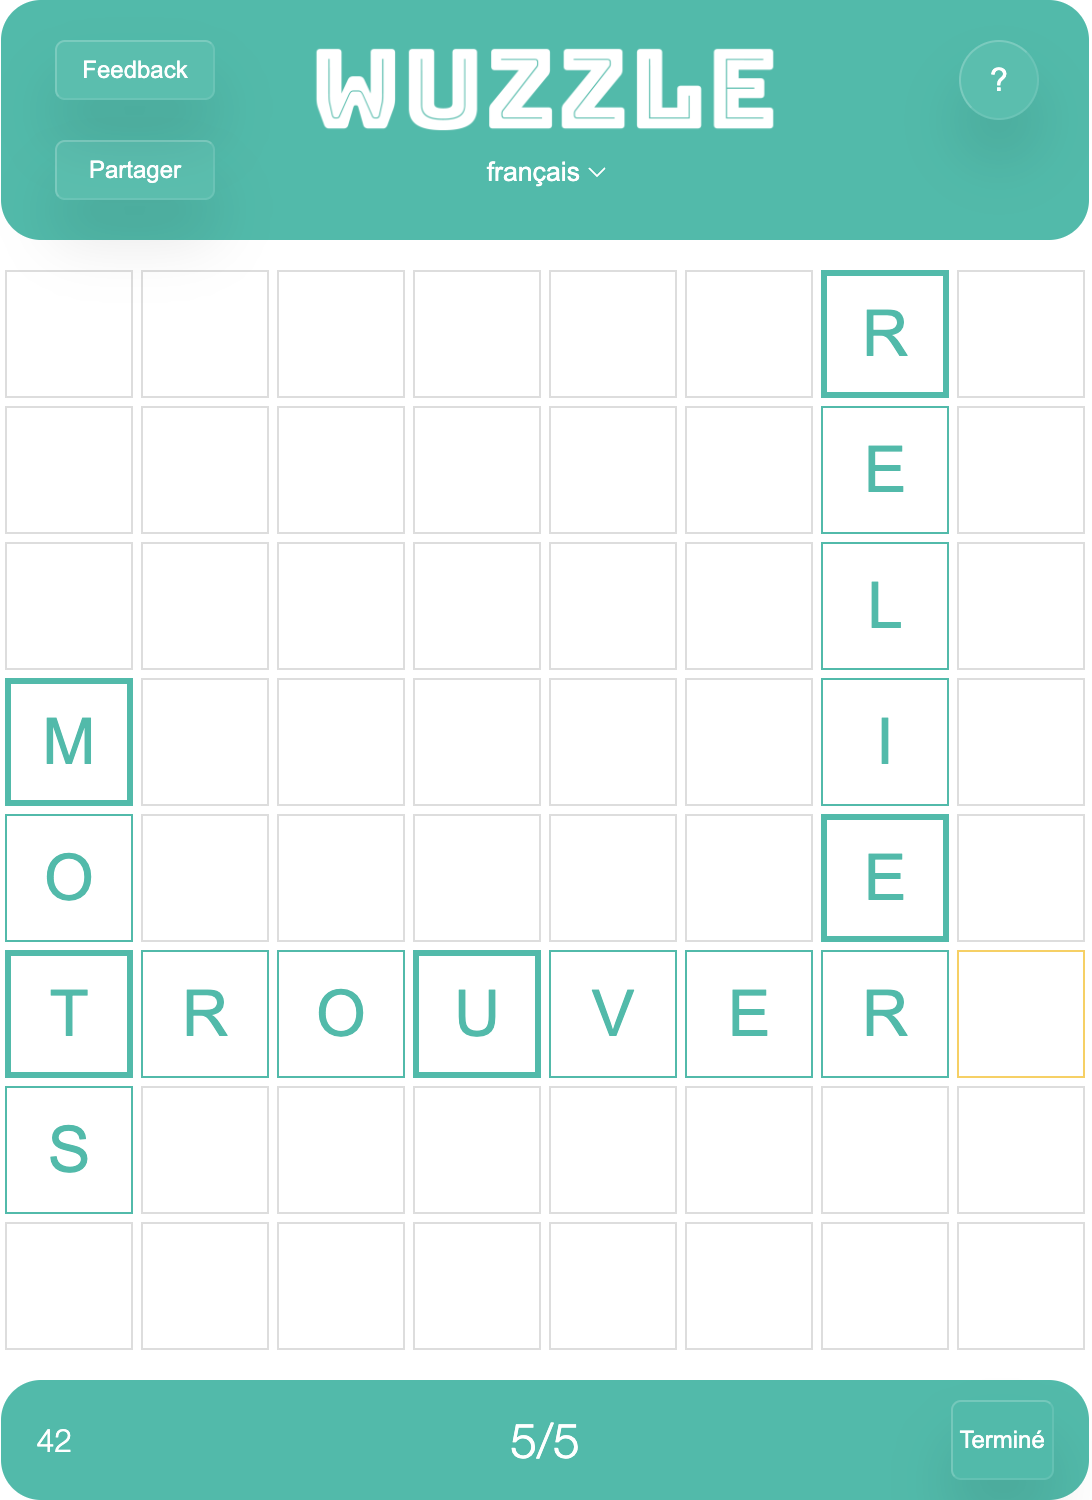 Feedback
WUZZLE
?
Partager
français
R
E
L
M I
O E
T R O U V E R
S
42 5/5 Terminé